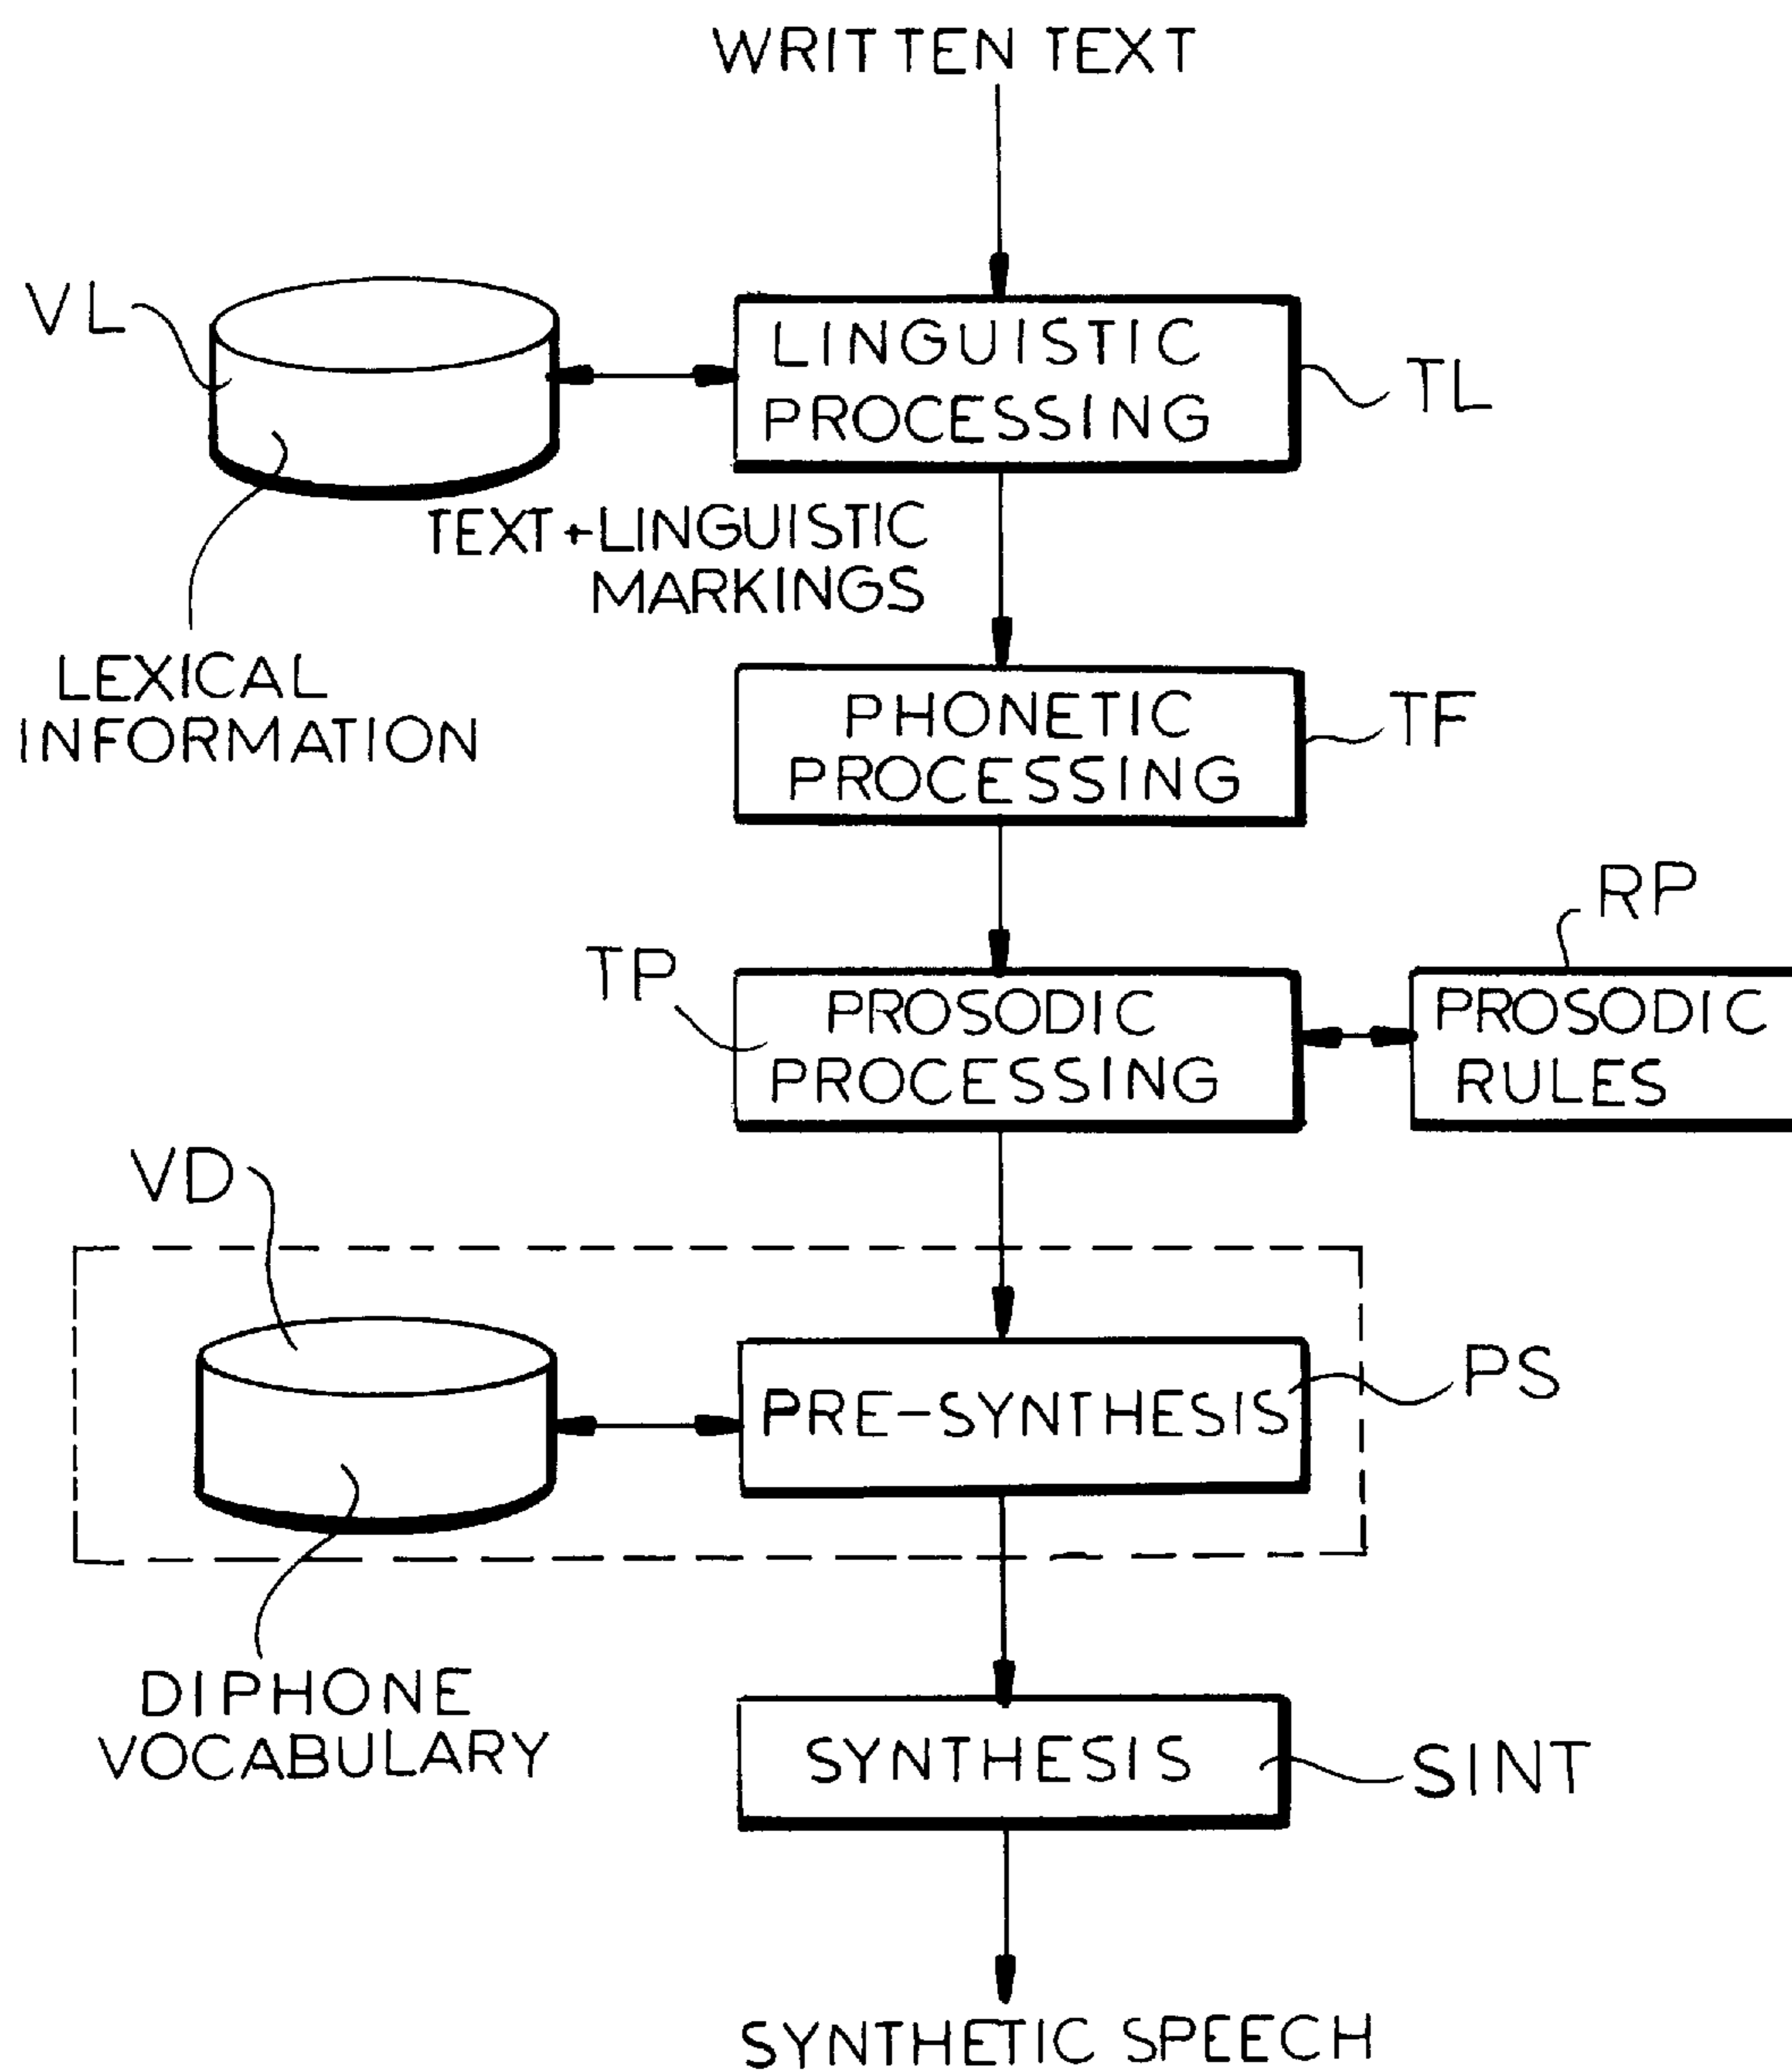 WRITTEN TEXT
VL
LINGUISTIC
PROCESSING
TL
TEXT+LINGUISTIC
MARKINGS
LEXICAL
INFORMATION
PHONETIC
PROCESSING
TF
RP
TP
PROSODIC
PROCESSING
PROSODIC
RULES
VD
PRE-SYNTHESIS
PS
DIPHONE
VOCABULARY
SYNTHESIS
SINT
SYNTHETIC SPEECH